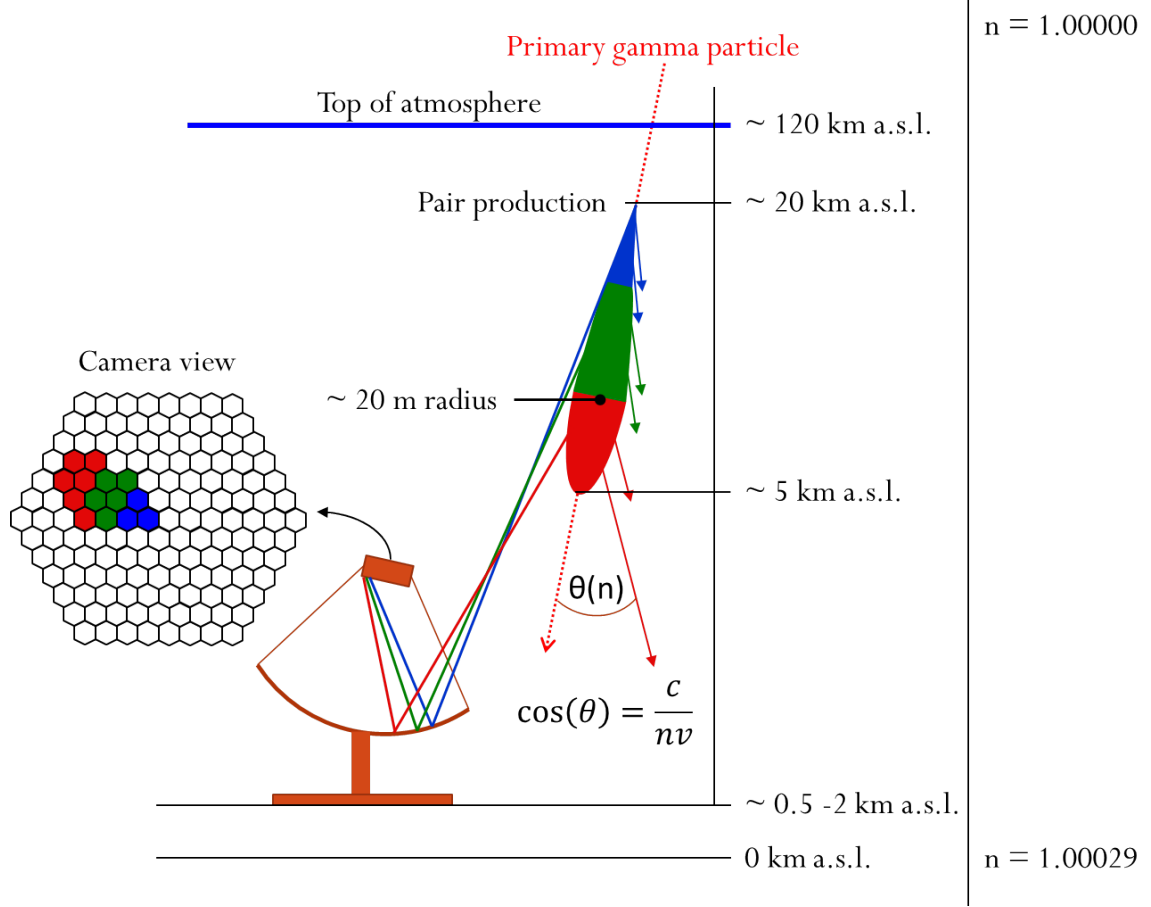 n = 1.00000
Primary gamma particle
Top of atmosphere
~ 120 km a.s.l.
Pair production
~ 20 km a.s.l.
Camera view
~ 20 m radius
~ 5 km a.s.l.
θ(n)
cos(θ) = c/nv
~ 0.5 -2 km a.s.l.
0 km a.s.l.
n = 1.00029